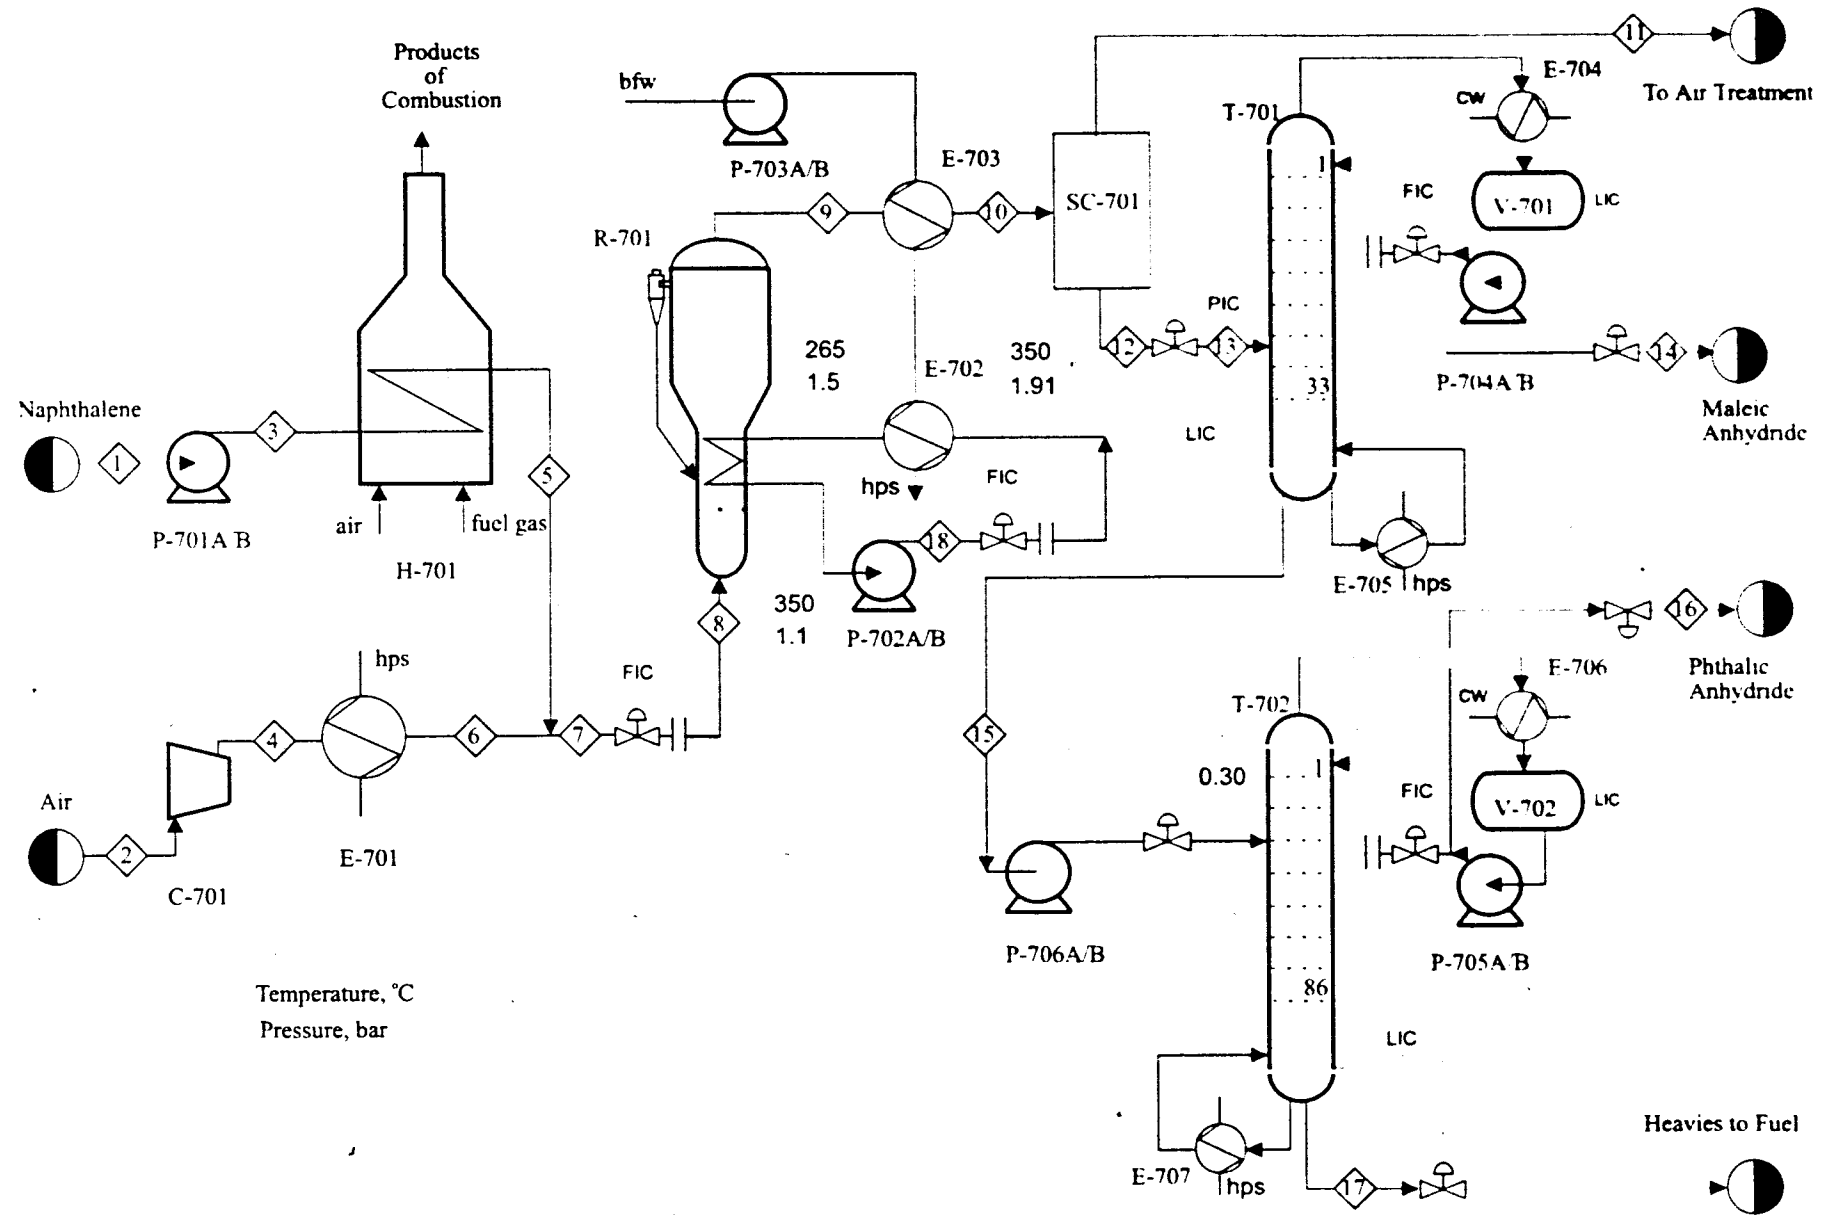 Products
of
Combustion
bfw
P-703A/B
E-703
9
10
R-701
SC-701
11
To Air Treatment
E-704
cw
T-701
1
FIC
V-701
LIC
PIC
12
13
33
LIC
P-704A/B
14
Maleic
Anhydride
265
1.5
350
1.91
E-702
hps
FIC
18
P-702A/B
350
1.1
8
Naphthalene
1
3
P-701A/B
air
fuel gas
H-701
5
hps
4
6
7
FIC
Air
2
C-701
E-701
E-705
hps
16
Phthalic
Anhydride
E-706
cw
T-702
1
0.30
FIC
V-702
LIC
15
P-706A/B
P-705A/B
86
LIC
E-707
hps
17
Heavies to Fuel
Temperature, °C
Pressure, bar